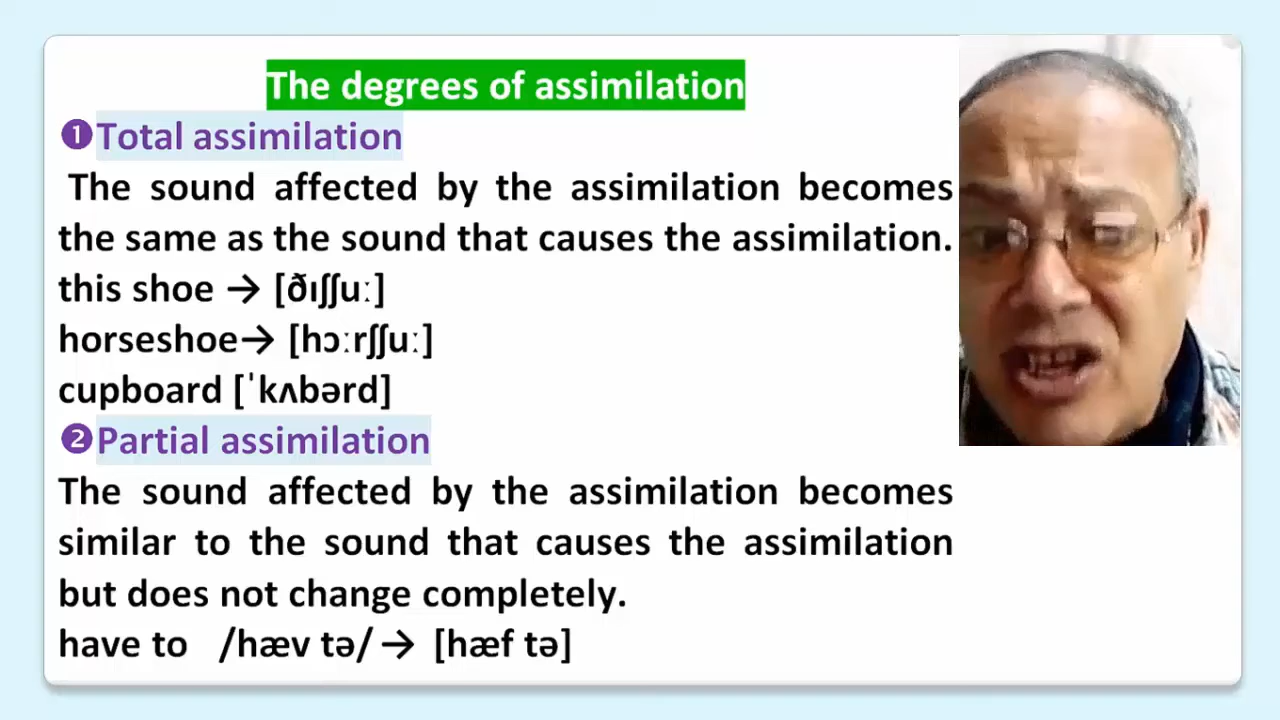 The degrees of assimilation
❶Total assimilation
The sound affected by the assimilation becomes
the same as the sound that causes the assimilation.
this shoe → [ðɪʃʃuː]
horseshoe→ [hɔːrʃʃuː]
cupboard [ˈkʌbərd]
❷Partial assimilation
The sound affected by the assimilation becomes
similar to the sound that causes the assimilation
but does not change completely.
have to /hæv tə/→ [hæf tə]